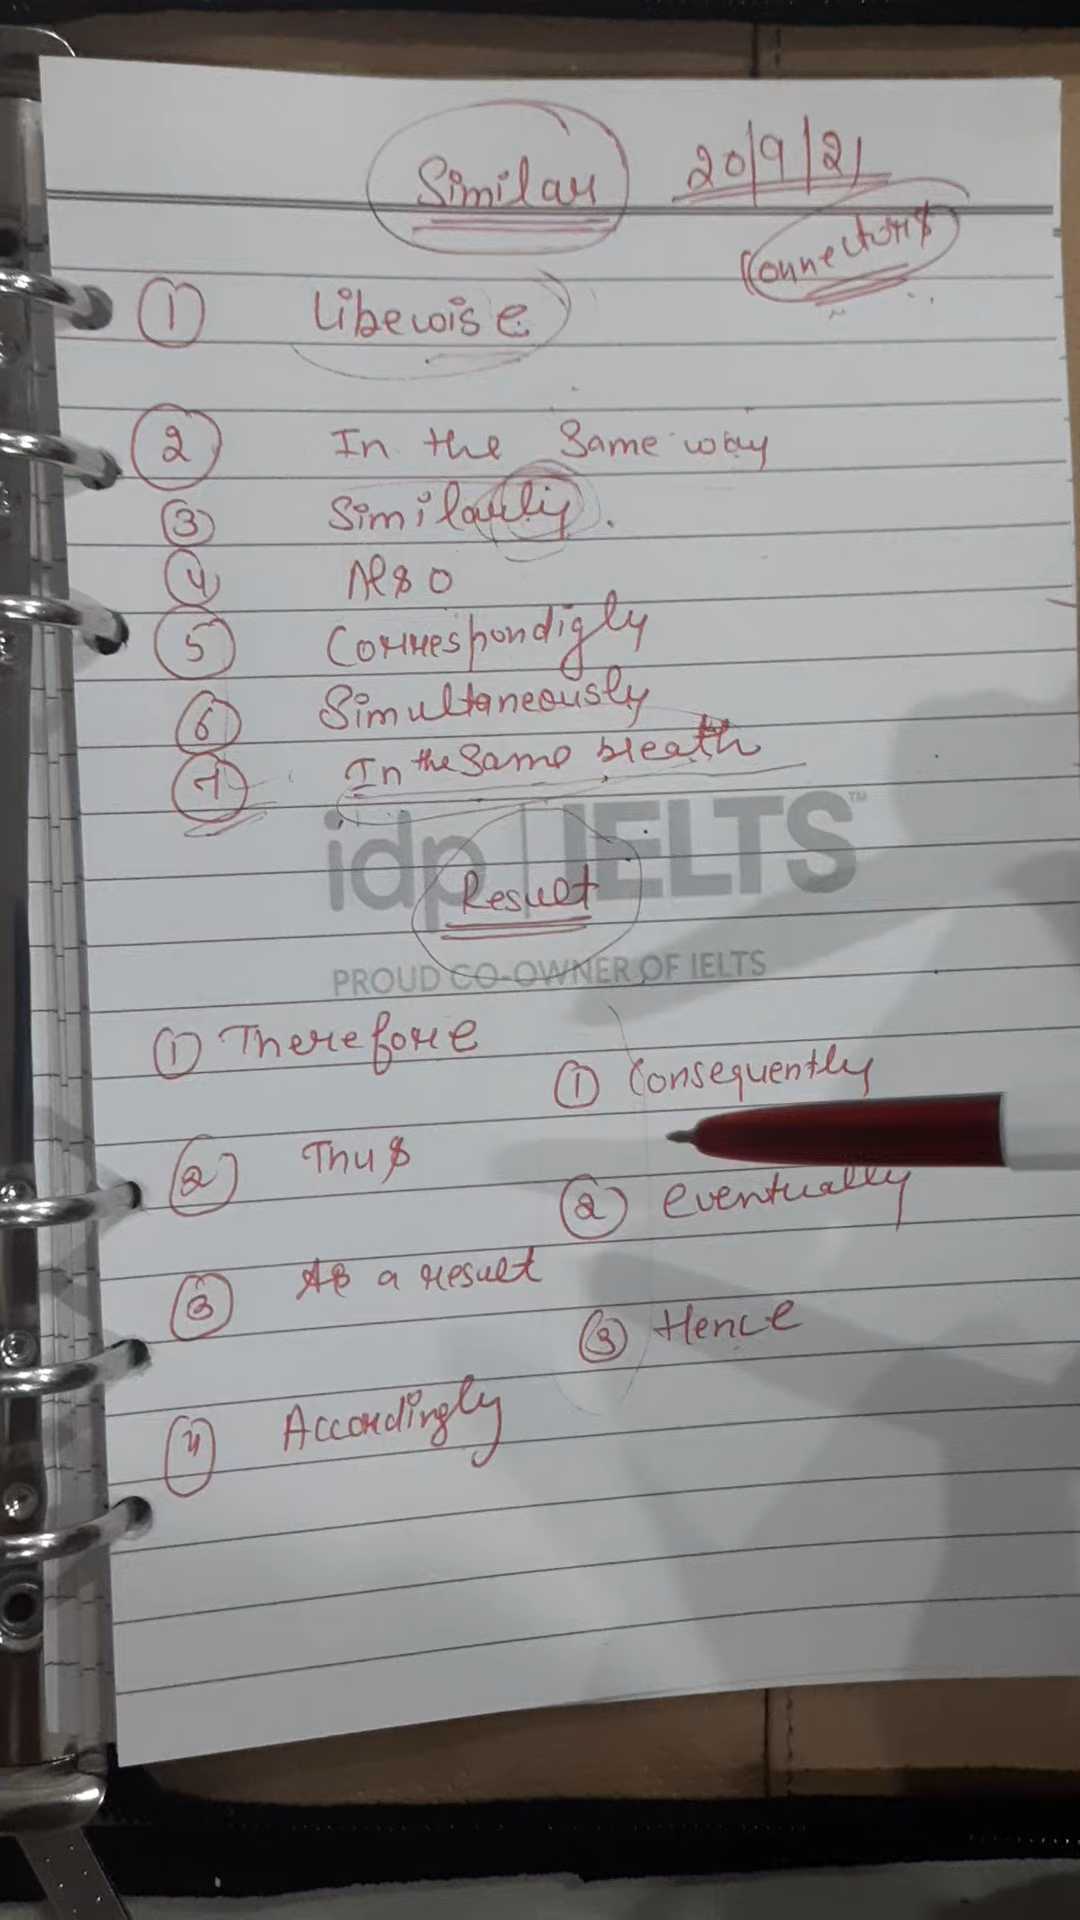 Similar 20/9/21
Connectors
① Likewise
② In the same way
③ Similarly.
④ Also
⑤ Correspondigly
⑥ Simultaneously
⑦ In the same breath
idp IELTS™
Result
PROUD CO-OWNER OF IELTS
① Therefore
① Consequently
② Thus
② eventually
③ As a result
③ Hence
④ Accordingly